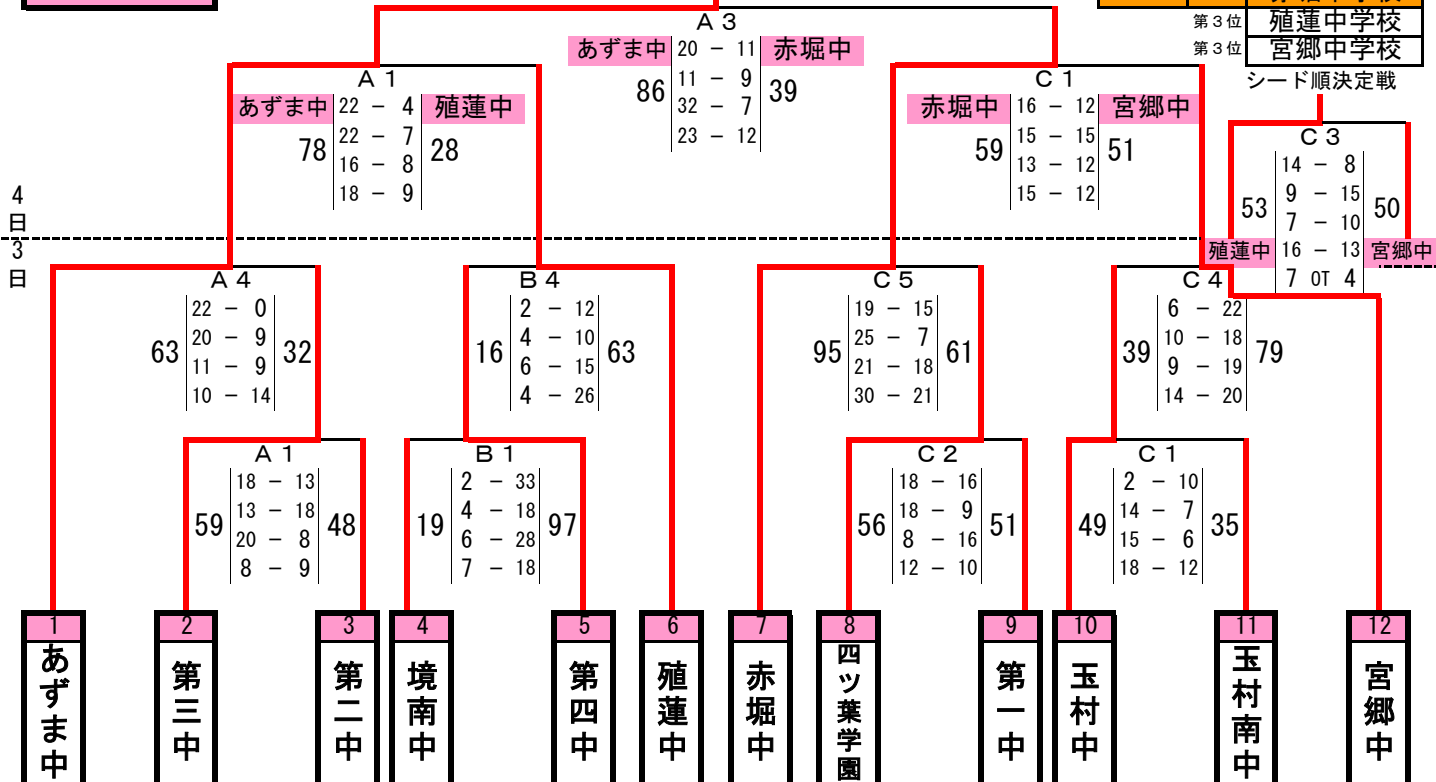 A3
第3位 殖蓮中学校
第3位 宮郷中学校
シード順決定戦
あずま中 86 39 赤堀中
20 - 11
11 - 9
32 - 7
23 - 12
A1
あずま中 78 28 殖蓮中
22 - 4
22 - 7
16 - 8
18 - 9
C1
赤堀中 59 51 宮郷中
16 - 12
15 - 15
13 - 12
15 - 12
C3
殖蓮中 53 50 宮郷中
14 - 8
9 - 15
7 - 10
16 - 13
7 OT 4
4日
3日
A4
63 32
22 - 0
20 - 9
11 - 9
10 - 14
B4
16 63
2 - 12
4 - 10
6 - 15
4 - 26
C5
95 61
19 - 15
25 - 7
21 - 18
30 - 21
C4
39 79
6 - 22
10 - 18
9 - 19
14 - 20
A1
59 48
18 - 13
13 - 18
20 - 8
8 - 9
B1
19 97
2 - 33
4 - 18
6 - 28
7 - 18
C2
56 51
18 - 16
18 - 9
8 - 16
12 - 10
C1
49 35
2 - 10
14 - 7
15 - 6
18 - 12
1 あずま中
2 第三中
3 第二中
4 境南中
5 第四中
6 殖蓮中
7 赤堀中
8 四ツ葉学園
9 第一中
10 玉村中
11 玉村南中
12 宮郷中